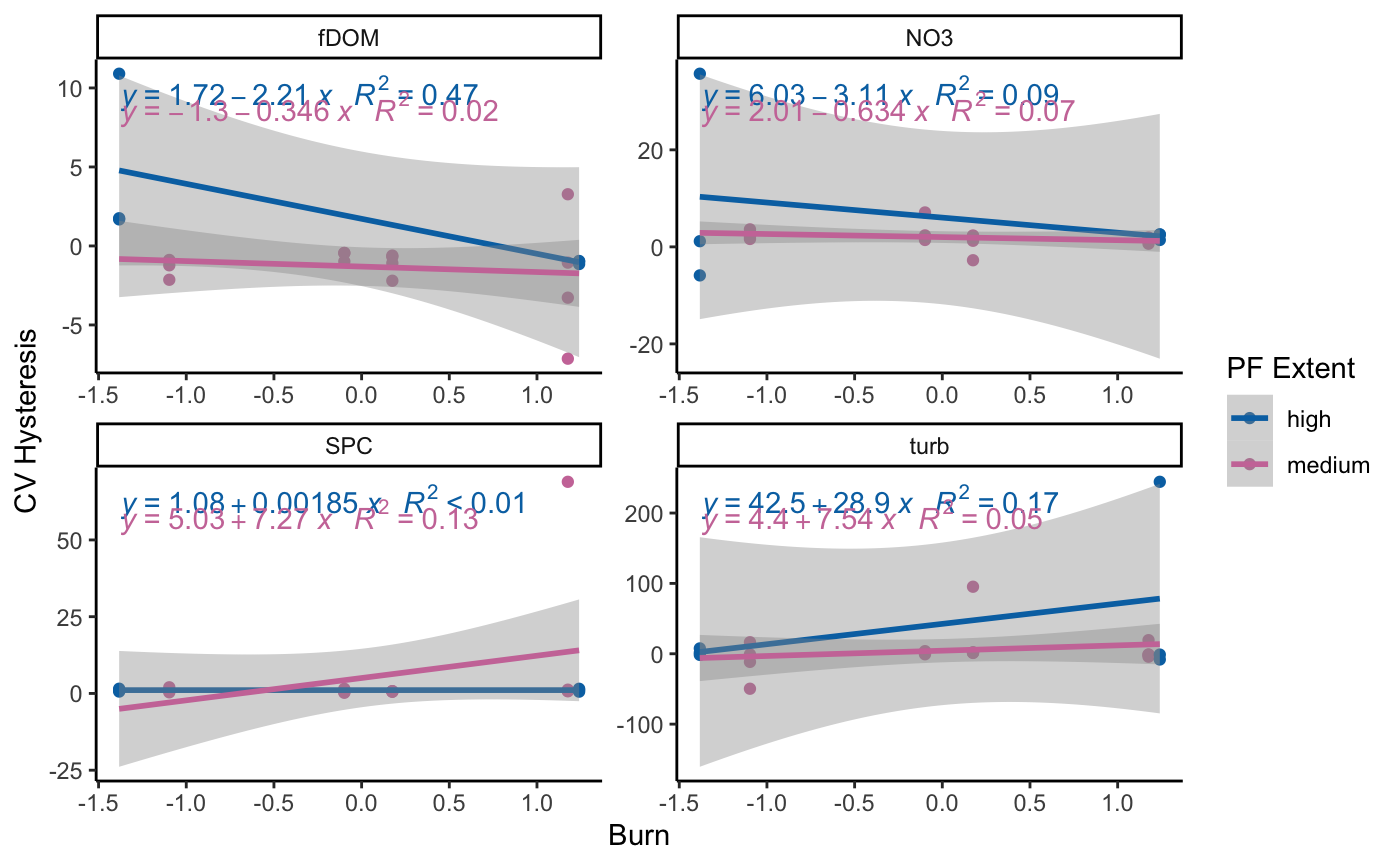 fDOM
y = 1.72 − 2.21 x R² = 0.47
y = − 1.3 − 0.346 x R² = 0.02
10
5
0
-5
-1.5 -1.0 -0.5 0.0 0.5 1.0
NO3
y = 6.03 − 3.11 x R² = 0.09
y = 2.01 − 0.634 x R² = 0.07
20
0
-20
-1.5 -1.0 -0.5 0.0 0.5 1.0
SPC
y = 1.08 + 0.00185 x R² < 0.01
y = 5.03 + 7.27 x R² = 0.13
50
25
0
-25
-1.5 -1.0 -0.5 0.0 0.5 1.0
turb
y = 42.5 + 28.9 x R² = 0.17
y = 4.4 + 7.54 x R² = 0.05
200
100
0
-100
-1.5 -1.0 -0.5 0.0 0.5 1.0
CV Hysteresis
Burn
PF Extent
high
medium